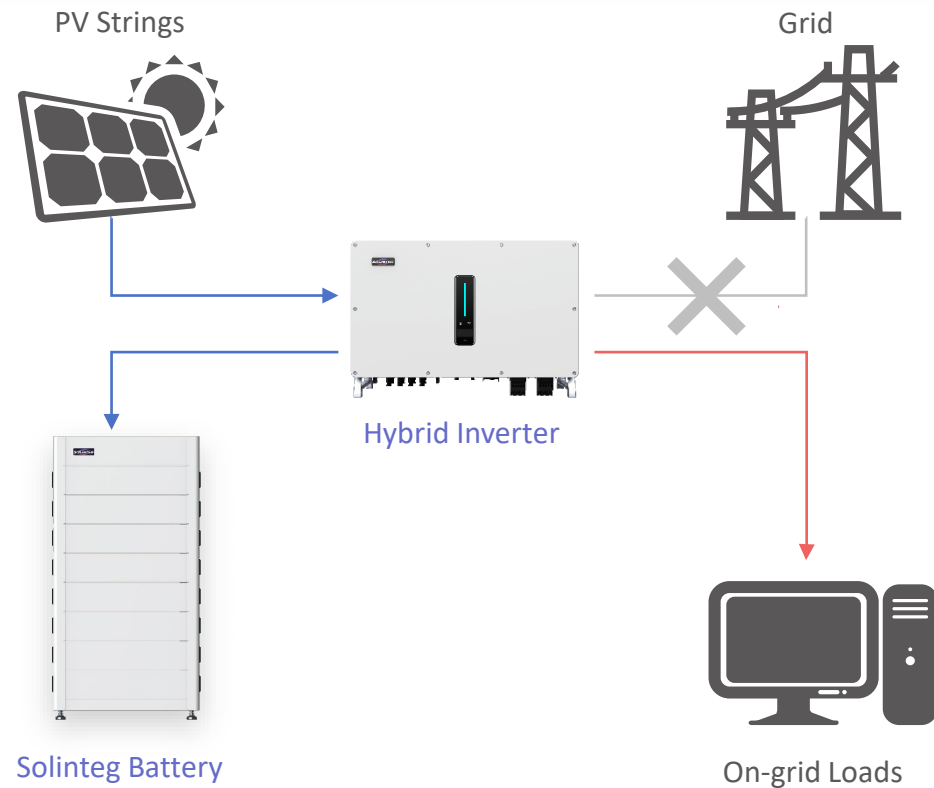 PV Strings
Grid
Hybrid Inverter
Solinteg Battery
On-grid Loads